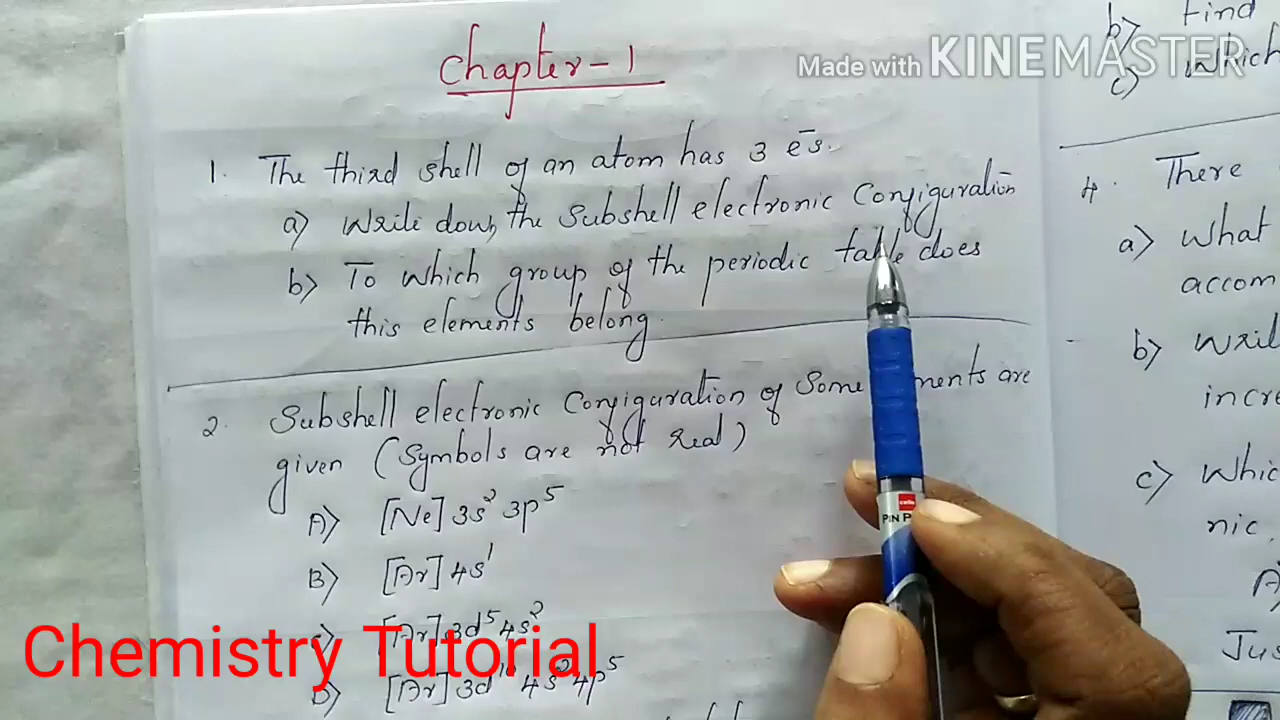 Chapter-1
Made with KINEMASTER
1. The third shell of an atom has 3 e̅s.
a) Write down the Subshell electronic Configuration
b) To which group of the periodic table does
this elements belong.
2. Subshell electronic Configuration of Some are
given (Symbols are not real)
A) [Ne] 3s² 3p⁵
B) [Ar] 4s¹
c) [Ar] 3d⁵ 4s²
D) [Ar] 3d¹⁰ 4s² 4p⁵
Chemistry Tutorial
b) Find
c) Which
4. There
a) What
accom
b)
incre
c)
nic.
A
Jus
PIN